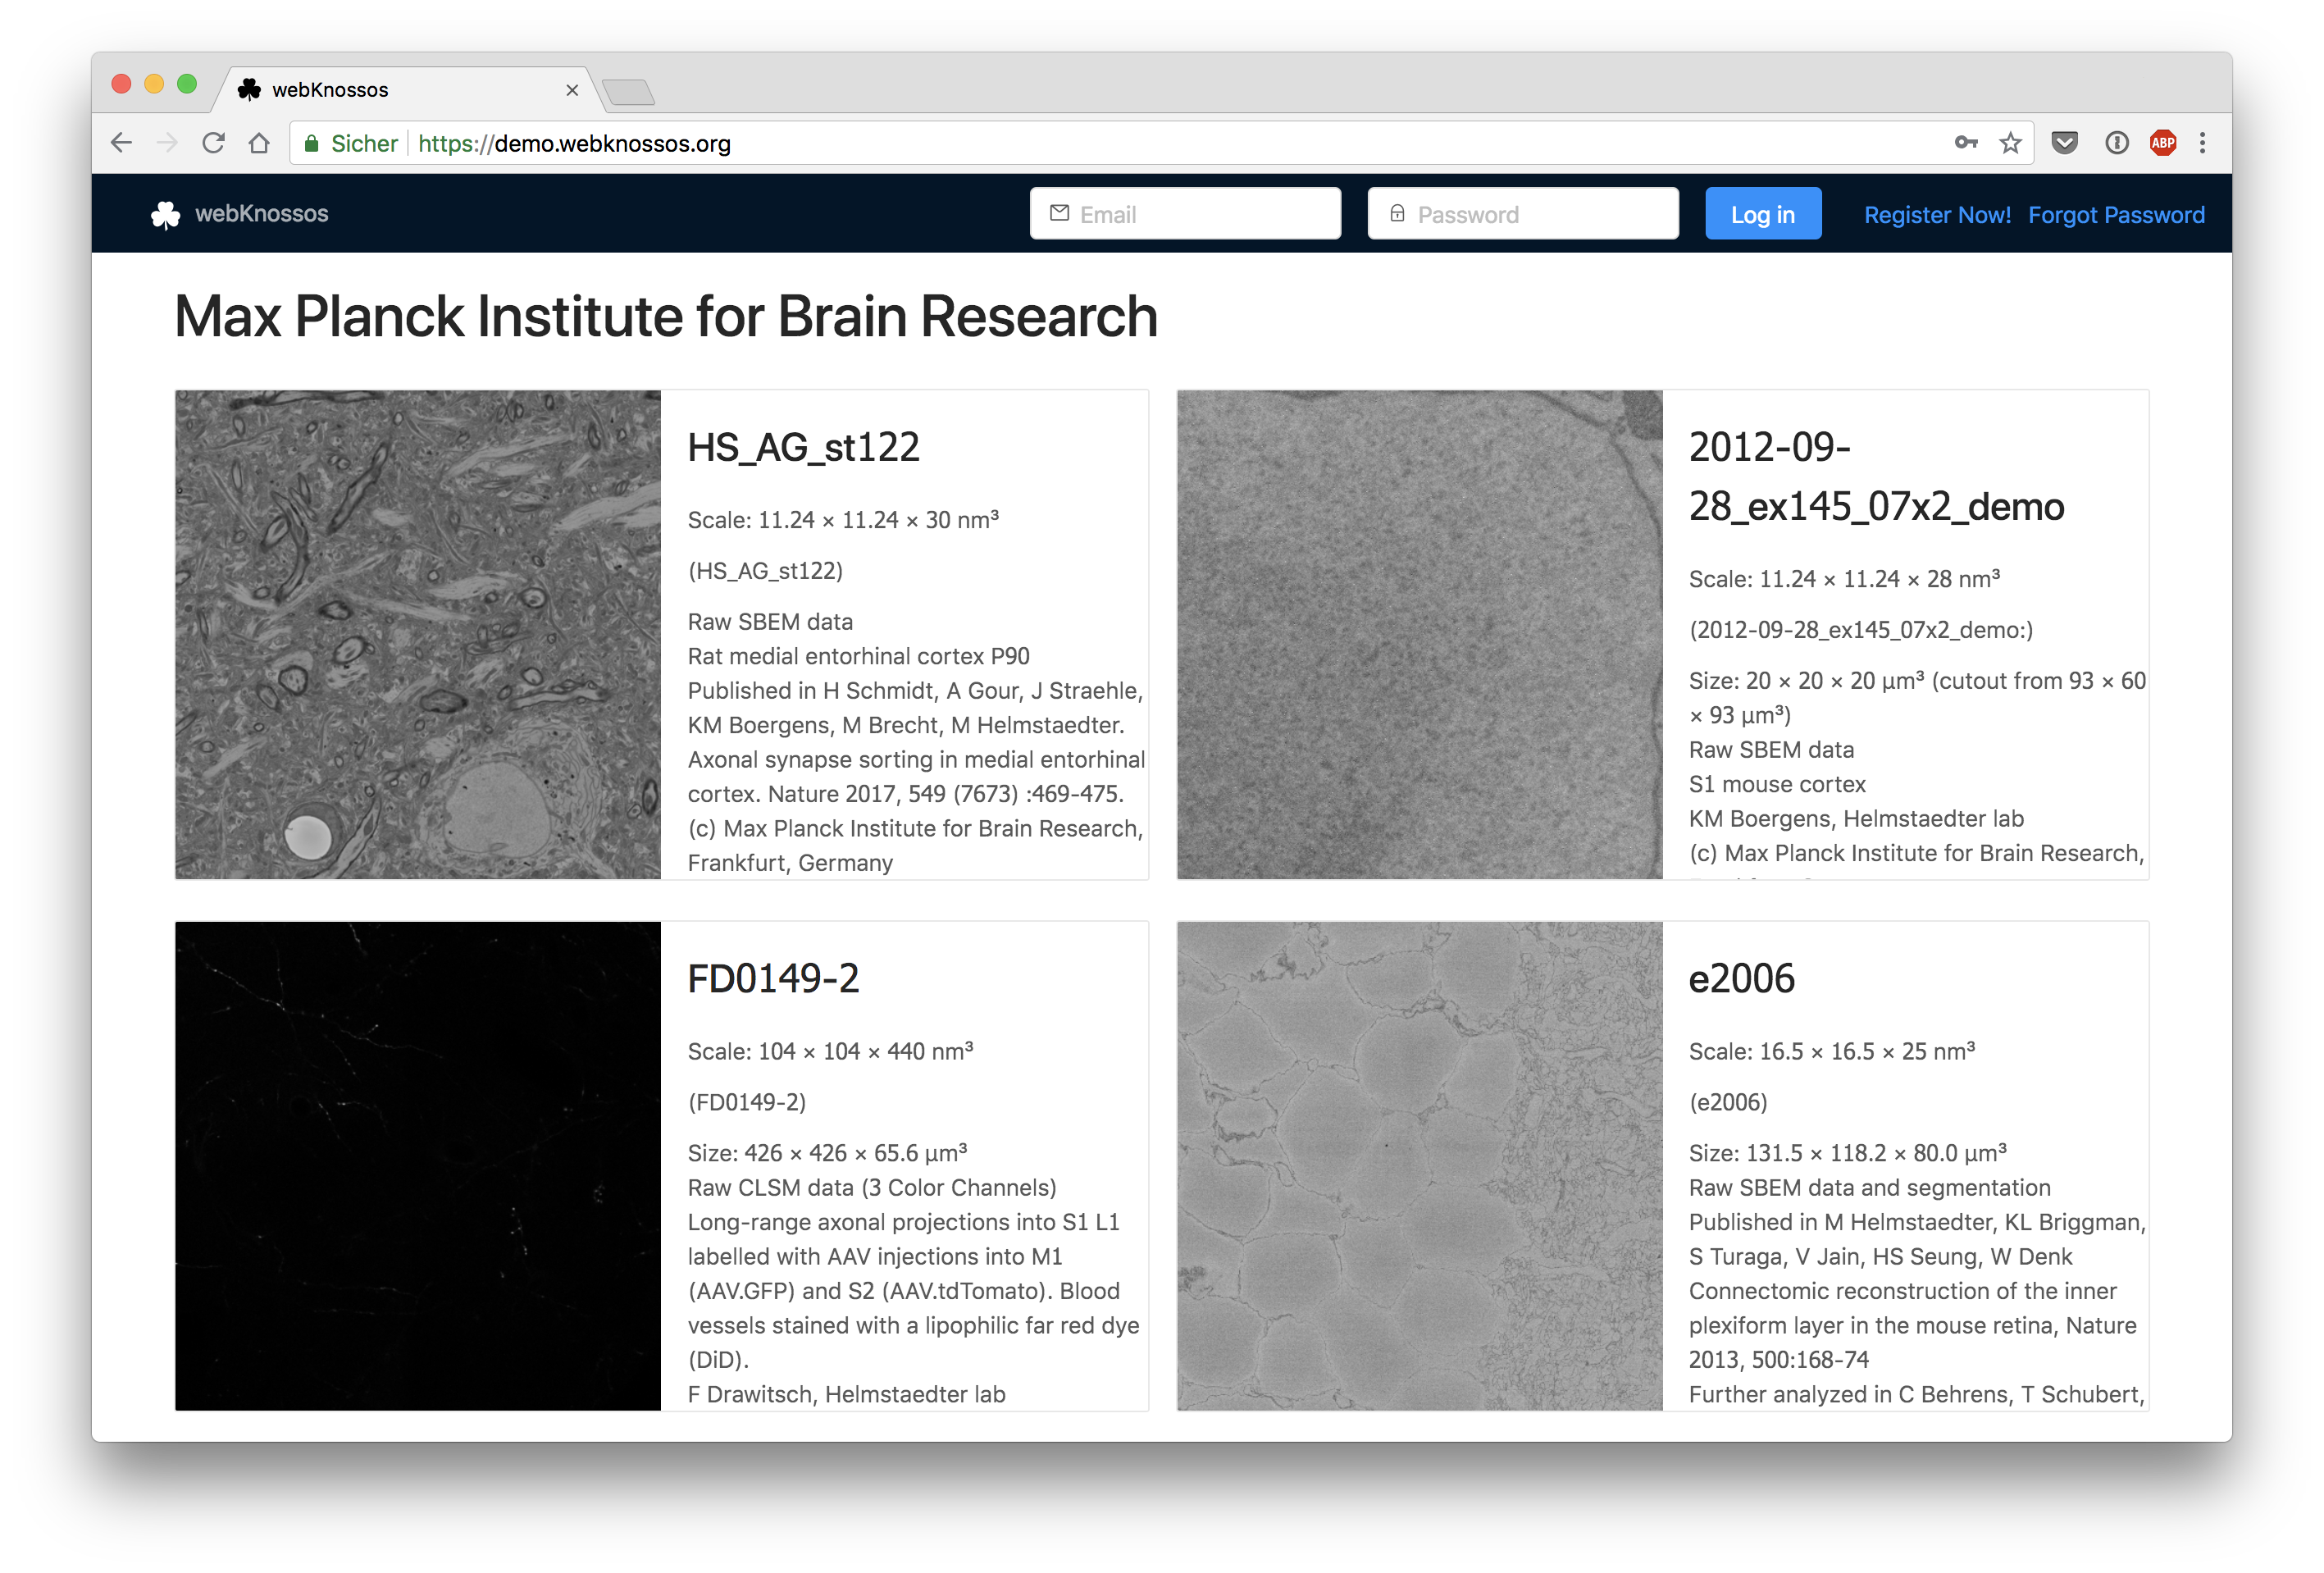 webKnossos
Sicher https://demo.webknossos.org
ABP
webKnossos
Email
Password
Log in
Register Now!
Forgot Password
Max Planck Institute for Brain Research
HS_AG_st122
Scale: 11.24 × 11.24 × 30 nm³
(HS_AG_st122)
Raw SBEM data
Rat medial entorhinal cortex P90
Published in H Schmidt, A Gour, J Straehle,
KM Boergens, M Brecht, M Helmstaedter.
Axonal synapse sorting in medial entorhinal
cortex. Nature 2017, 549 (7673) :469-475.
(c) Max Planck Institute for Brain Research,
Frankfurt, Germany
2012-09-
28_ex145_07x2_demo
Scale: 11.24 × 11.24 × 28 nm³
(2012-09-28_ex145_07x2_demo:)
Size: 20 × 20 × 20 µm³ (cutout from 93 × 60
× 93 µm³)
Raw SBEM data
S1 mouse cortex
KM Boergens, Helmstaedter lab
(c) Max Planck Institute for Brain Research,
FD0149-2
Scale: 104 × 104 × 440 nm³
(FD0149-2)
Size: 426 × 426 × 65.6 µm³
Raw CLSM data (3 Color Channels)
Long-range axonal projections into S1 L1
labelled with AAV injections into M1
(AAV.GFP) and S2 (AAV.tdTomato). Blood
vessels stained with a lipophilic far red dye
(DiD).
F Drawitsch, Helmstaedter lab
e2006
Scale: 16.5 × 16.5 × 25 nm³
(e2006)
Size: 131.5 × 118.2 × 80.0 µm³
Raw SBEM data and segmentation
Published in M Helmstaedter, KL Briggman,
S Turaga, V Jain, HS Seung, W Denk
Connectomic reconstruction of the inner
plexiform layer in the mouse retina, Nature
2013, 500:168-74
Further analyzed in C Behrens, T Schubert,